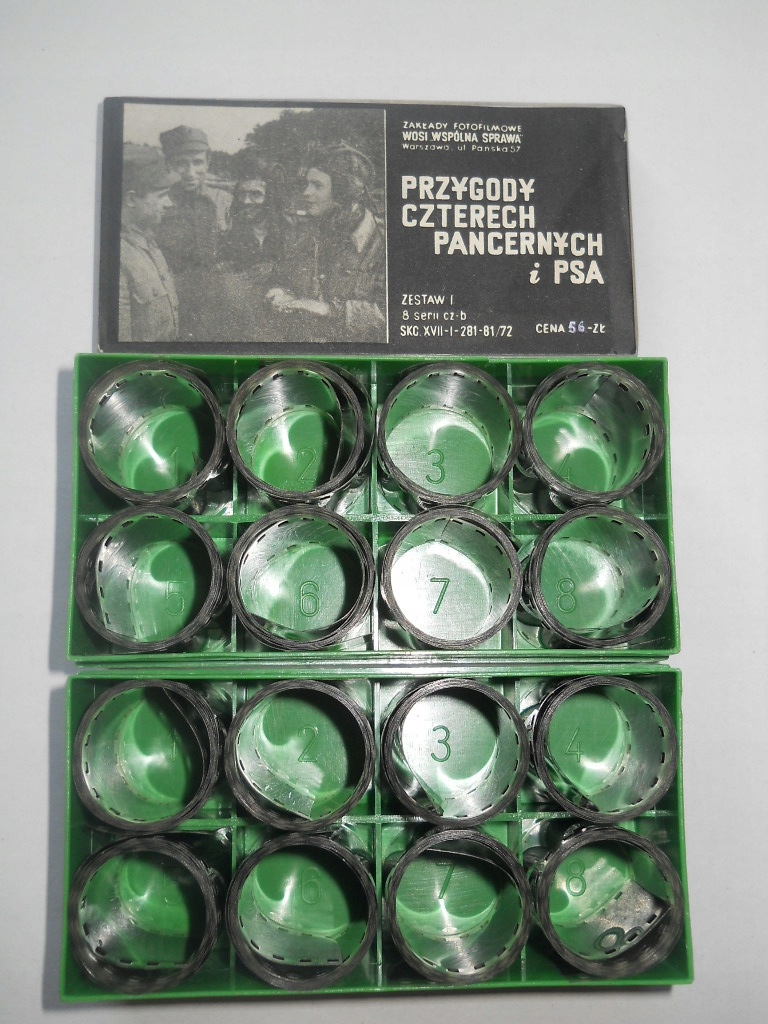 ZAKŁADY FOTOFILMOWE
WOSI WSPÓLNA SPRAWA"
Warszawa, ul. Pańska 57
PRZYGODY
CZTERECH
PANCERNYCH
i PSA
ZESTAW I
8 serii cz-b
SKC. XVII-I-281-81/72
CENA 56-ZŁ
1 2 3 4
5 6 7 8
1 2 3 4
5 6 7 8
8